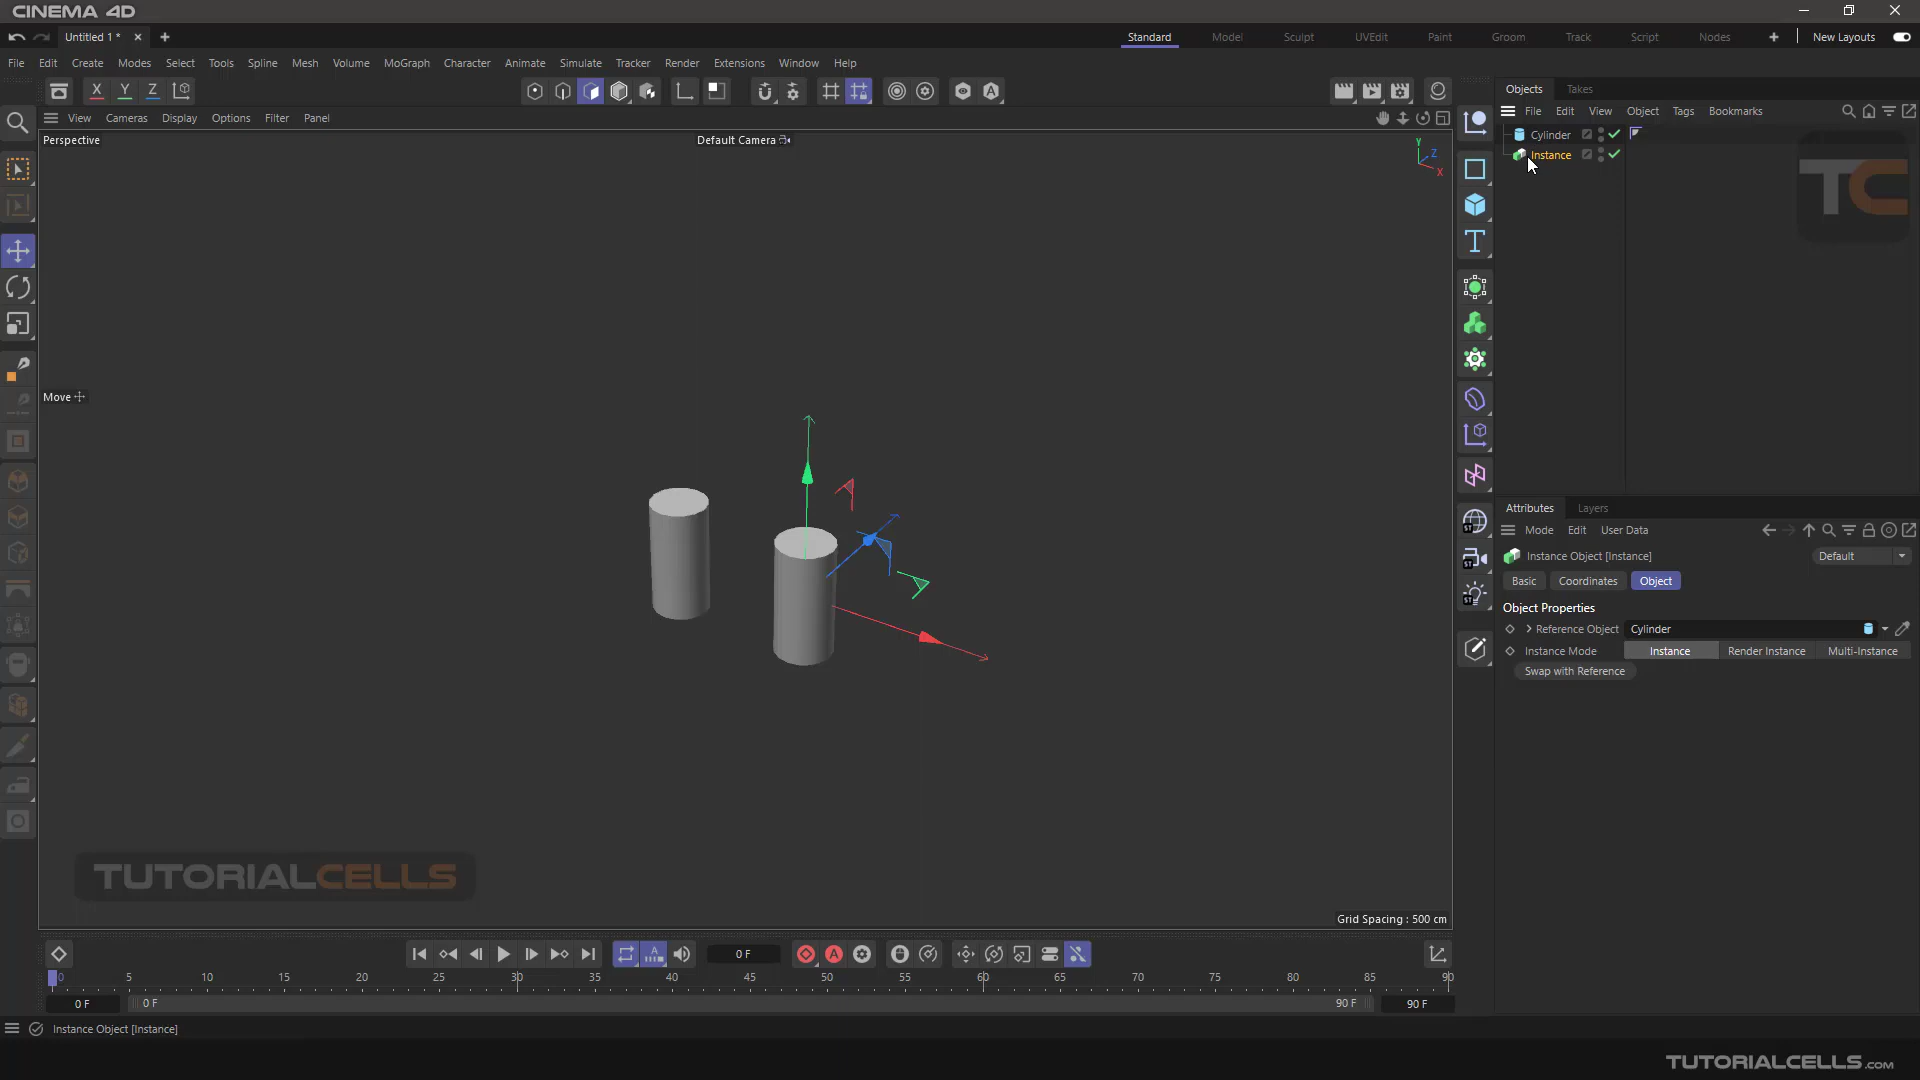 CINEMA 4D
Untitled 1 *
Standard Model Sculpt UVEdit Paint Groom Track Script Nodes New Layouts
File Edit Create Modes Select Tools Spline Mesh Volume MoGraph Character Animate Simulate Tracker Render Extensions Window Help
X Y Z
Objects Takes
File Edit View Object Tags Bookmarks
View Cameras Display Options Filter Panel
Perspective
Default Camera
Y
Z
X
Cylinder
Instance
TC
Move
Attributes Layers
Mode Edit User Data
Instance Object [Instance]
Default
Basic Coordinates Object
Object Properties
Reference Object Cylinder
Instance Mode Instance Render Instance Multi-Instance
Swap with Reference
TUTORIALCELLS
Grid Spacing : 500 cm
0 F
0 5 10 15 20 25 30 35 40 45 50 55 60 65 70 75 80 85 90
0 F 0 F 90 F 90 F
Instance Object [Instance]
TUTORIALCELLS.com